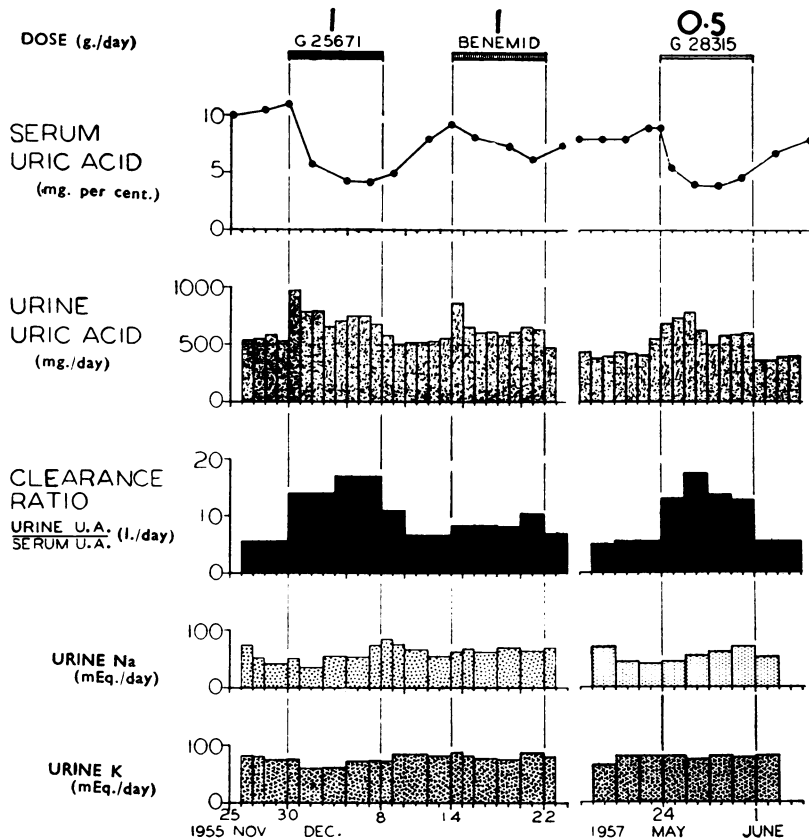 1 1 0·5
DOSE (g./day) G 25671 BENEMID G 28315
SERUM
URIC ACID
(mg. per cent.)
10
5
0
URINE
URIC ACID
(mg./day)
1000
500
0
CLEARANCE
RATIO
URINE U.A.
SERUM U.A. (l./day)
20
10
0
URINE Na
(mEq./day)
100
0
URINE K
(mEq./day)
100
0
25 30 8 14 22 24 1
1955 NOV DEC. 1957 MAY JUNE